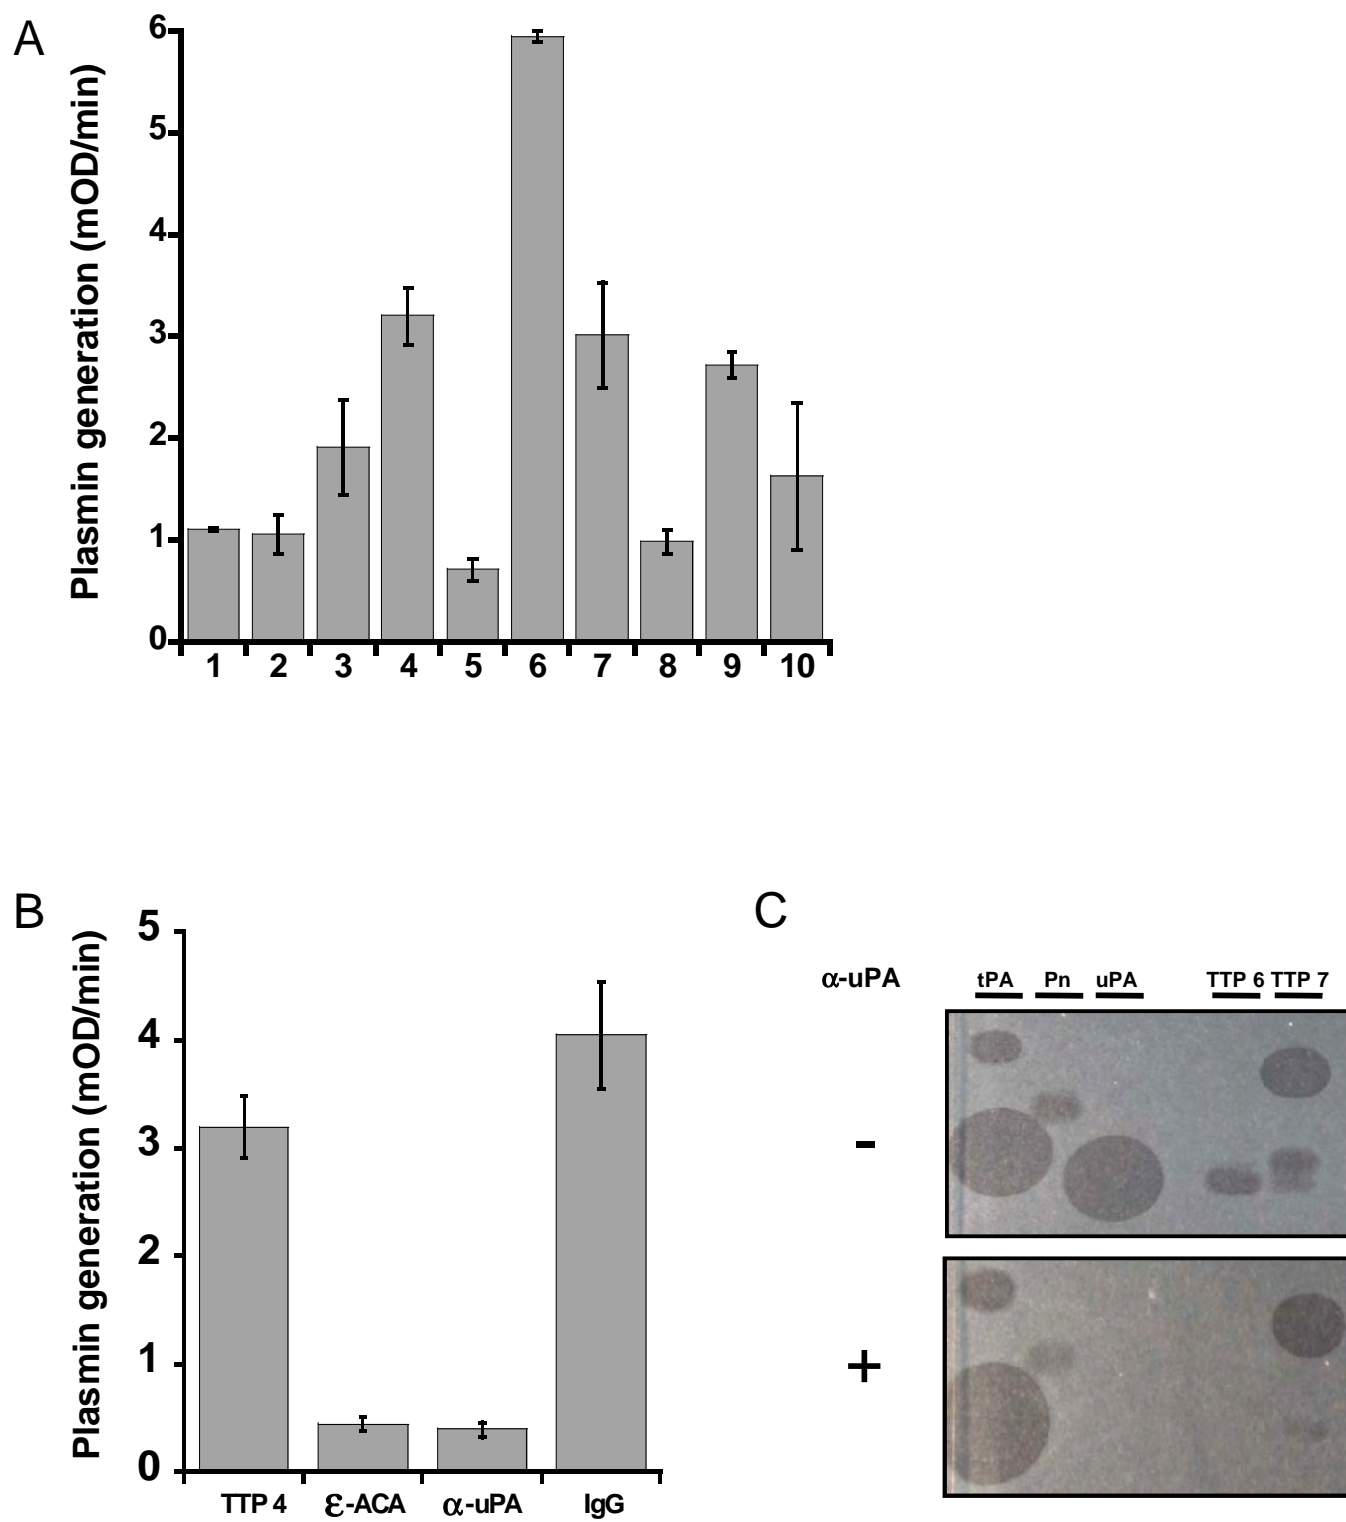 A
Plasmin generation (mOD/min)
6
5
4
3
2
1
0
1 2 3 4 5 6 7 8 9 10
B
Plasmin generation (mOD/min)
5
4
3
2
1
0
TTP 4 ε-ACA α-uPA IgG
C
α-uPA tPA Pn uPA TTP 6 TTP 7
-
+